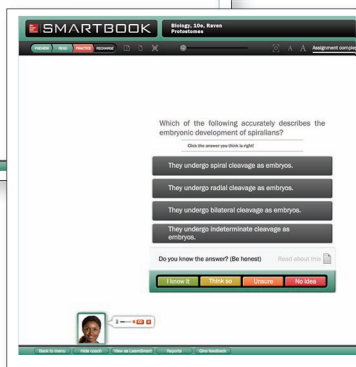 SMARTBOOK
Biology, 10e, Raven
Protostomes
PREVIEW READ PRACTICE RECHARGE
A A Assignment comple
Which of the following accurately describes the
embryonic development of spiralians?
Click the answer you think is right!
They undergo spiral cleavage as embryos.
They undergo radial cleavage as embryos.
They undergo bilateral cleavage as embryos.
They undergo indeterminate cleavage as
embryos.
Do you know the answer? (Be honest) Read about this
I know it Think so Unsure No idea
Back to menu Hide coach View as LearnSmart Reports Give feedback